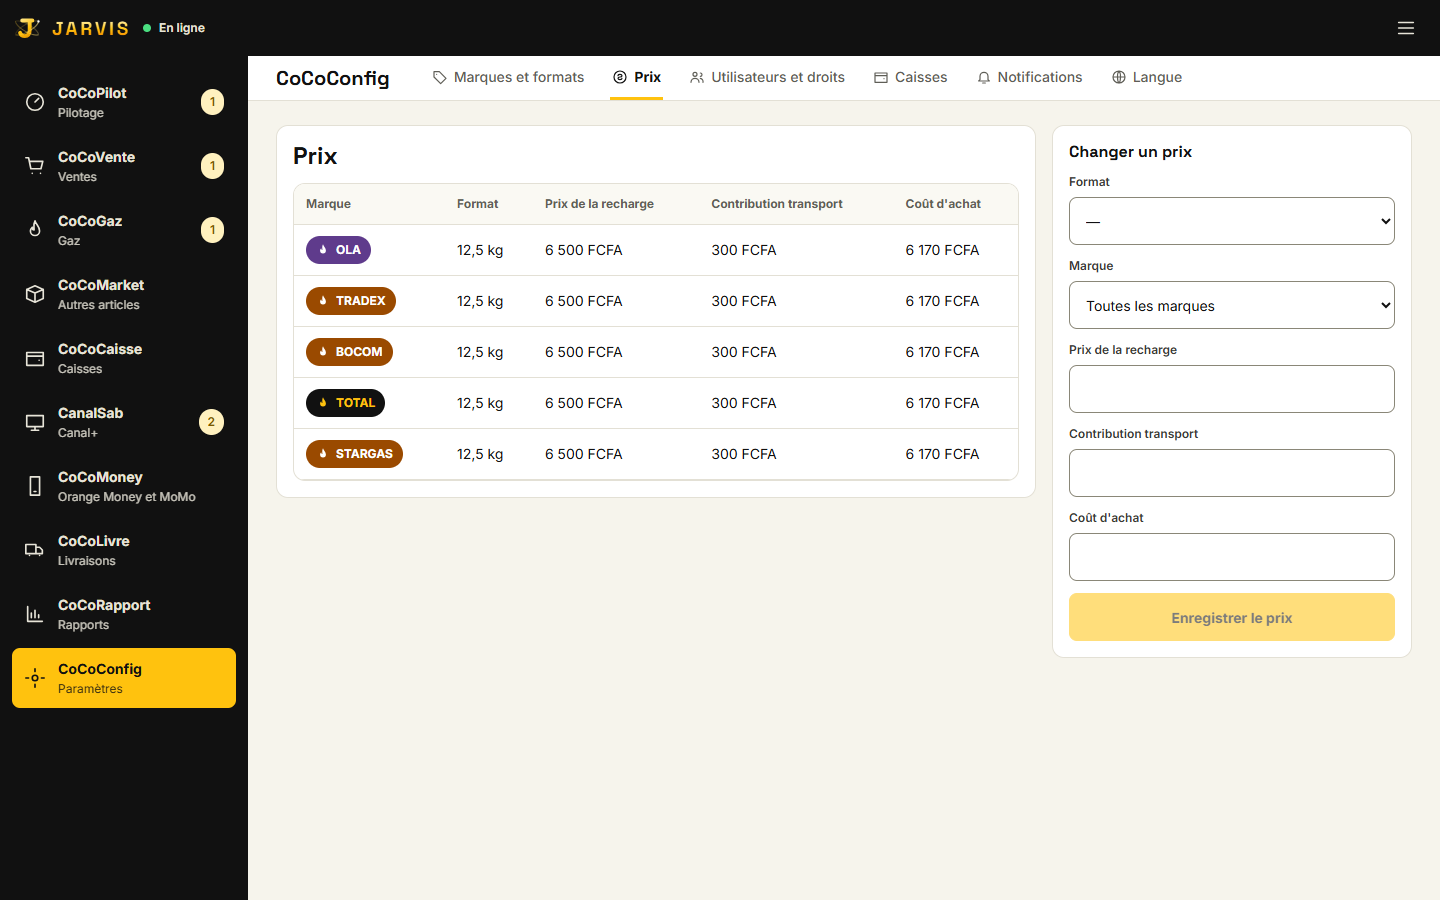 JARVIS
En ligne
CoCoPilot
Pilotage
1
CoCoVente
Ventes
1
CoCoGaz
Gaz
1
CoCoMarket
Autres articles
CoCoCaisse
Caisses
CanalSab
Canal+
2
CoCoMoney
Orange Money et MoMo
CoCoLivre
Livraisons
CoCoRapport
Rapports
CoCoConfig
Paramètres
CoCoConfig Marques et formats Prix Utilisateurs et droits Caisses Notifications Langue
Prix
Marque Format Prix de la recharge Contribution transport Coût d'achat
OLA 12,5 kg 6 500 FCFA 300 FCFA 6 170 FCFA
TRADEX 12,5 kg 6 500 FCFA 300 FCFA 6 170 FCFA
BOCOM 12,5 kg 6 500 FCFA 300 FCFA 6 170 FCFA
TOTAL 12,5 kg 6 500 FCFA 300 FCFA 6 170 FCFA
STARGAS 12,5 kg 6 500 FCFA 300 FCFA 6 170 FCFA
Changer un prix
Format
—
Marque
Toutes les marques
Prix de la recharge
Contribution transport
Coût d'achat
Enregistrer le prix